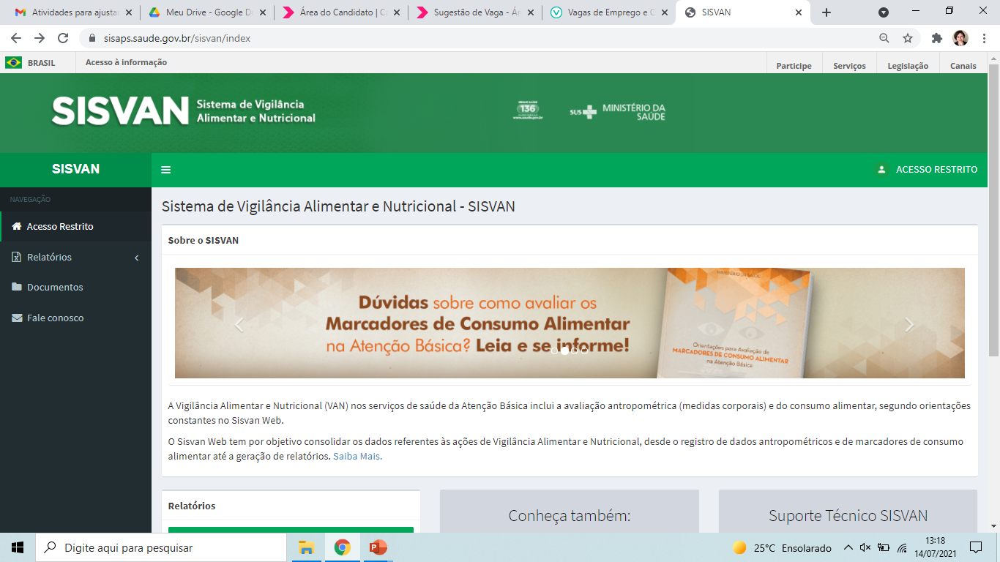 Atividades para ajusta
Meu Drive - Google D
Área do Candidato | C
Sugestão de Vaga - Ár
Vagas de Emprego e C
SISVAN
sisaps.saude.gov.br/sisvan/index
BRASIL
Acesso à informação
Participe
Serviços
Legislação
Canais
SISVAN
Sistema de Vigilância
Alimentar e Nutricional
136
SUS
MINISTÉRIO DA
SAÚDE
SISVAN
ACESSO RESTRITO
NAVEGAÇÃO
Acesso Restrito
Relatórios
Documentos
Fale conosco
Sistema de Vigilância Alimentar e Nutricional - SISVAN
Sobre o SISVAN
Dúvidas sobre como avaliar os
Marcadores de Consumo Alimentar
na Atenção Básica? Leia e se informe!
MINISTÉRIO DA SAÚDE
Orientações para Avaliação de
MARCADORES DE CONSUMO ALIMENTAR
na Atenção Básica
A Vigilância Alimentar e Nutricional (VAN) nos serviços de saúde da Atenção Básica inclui a avaliação antropométrica (medidas corporais) e do consumo alimentar, segundo orientações
constantes no Sisvan Web.
O Sisvan Web tem por objetivo consolidar os dados referentes às ações de Vigilância Alimentar e Nutricional, desde o registro de dados antropométricos e de marcadores de consumo
alimentar até a geração de relatórios. Saiba Mais.
Relatórios
Conheça também:
Suporte Técnico SISVAN
Digite aqui para pesquisar
25°C Ensolarado
13:18
14/07/2021